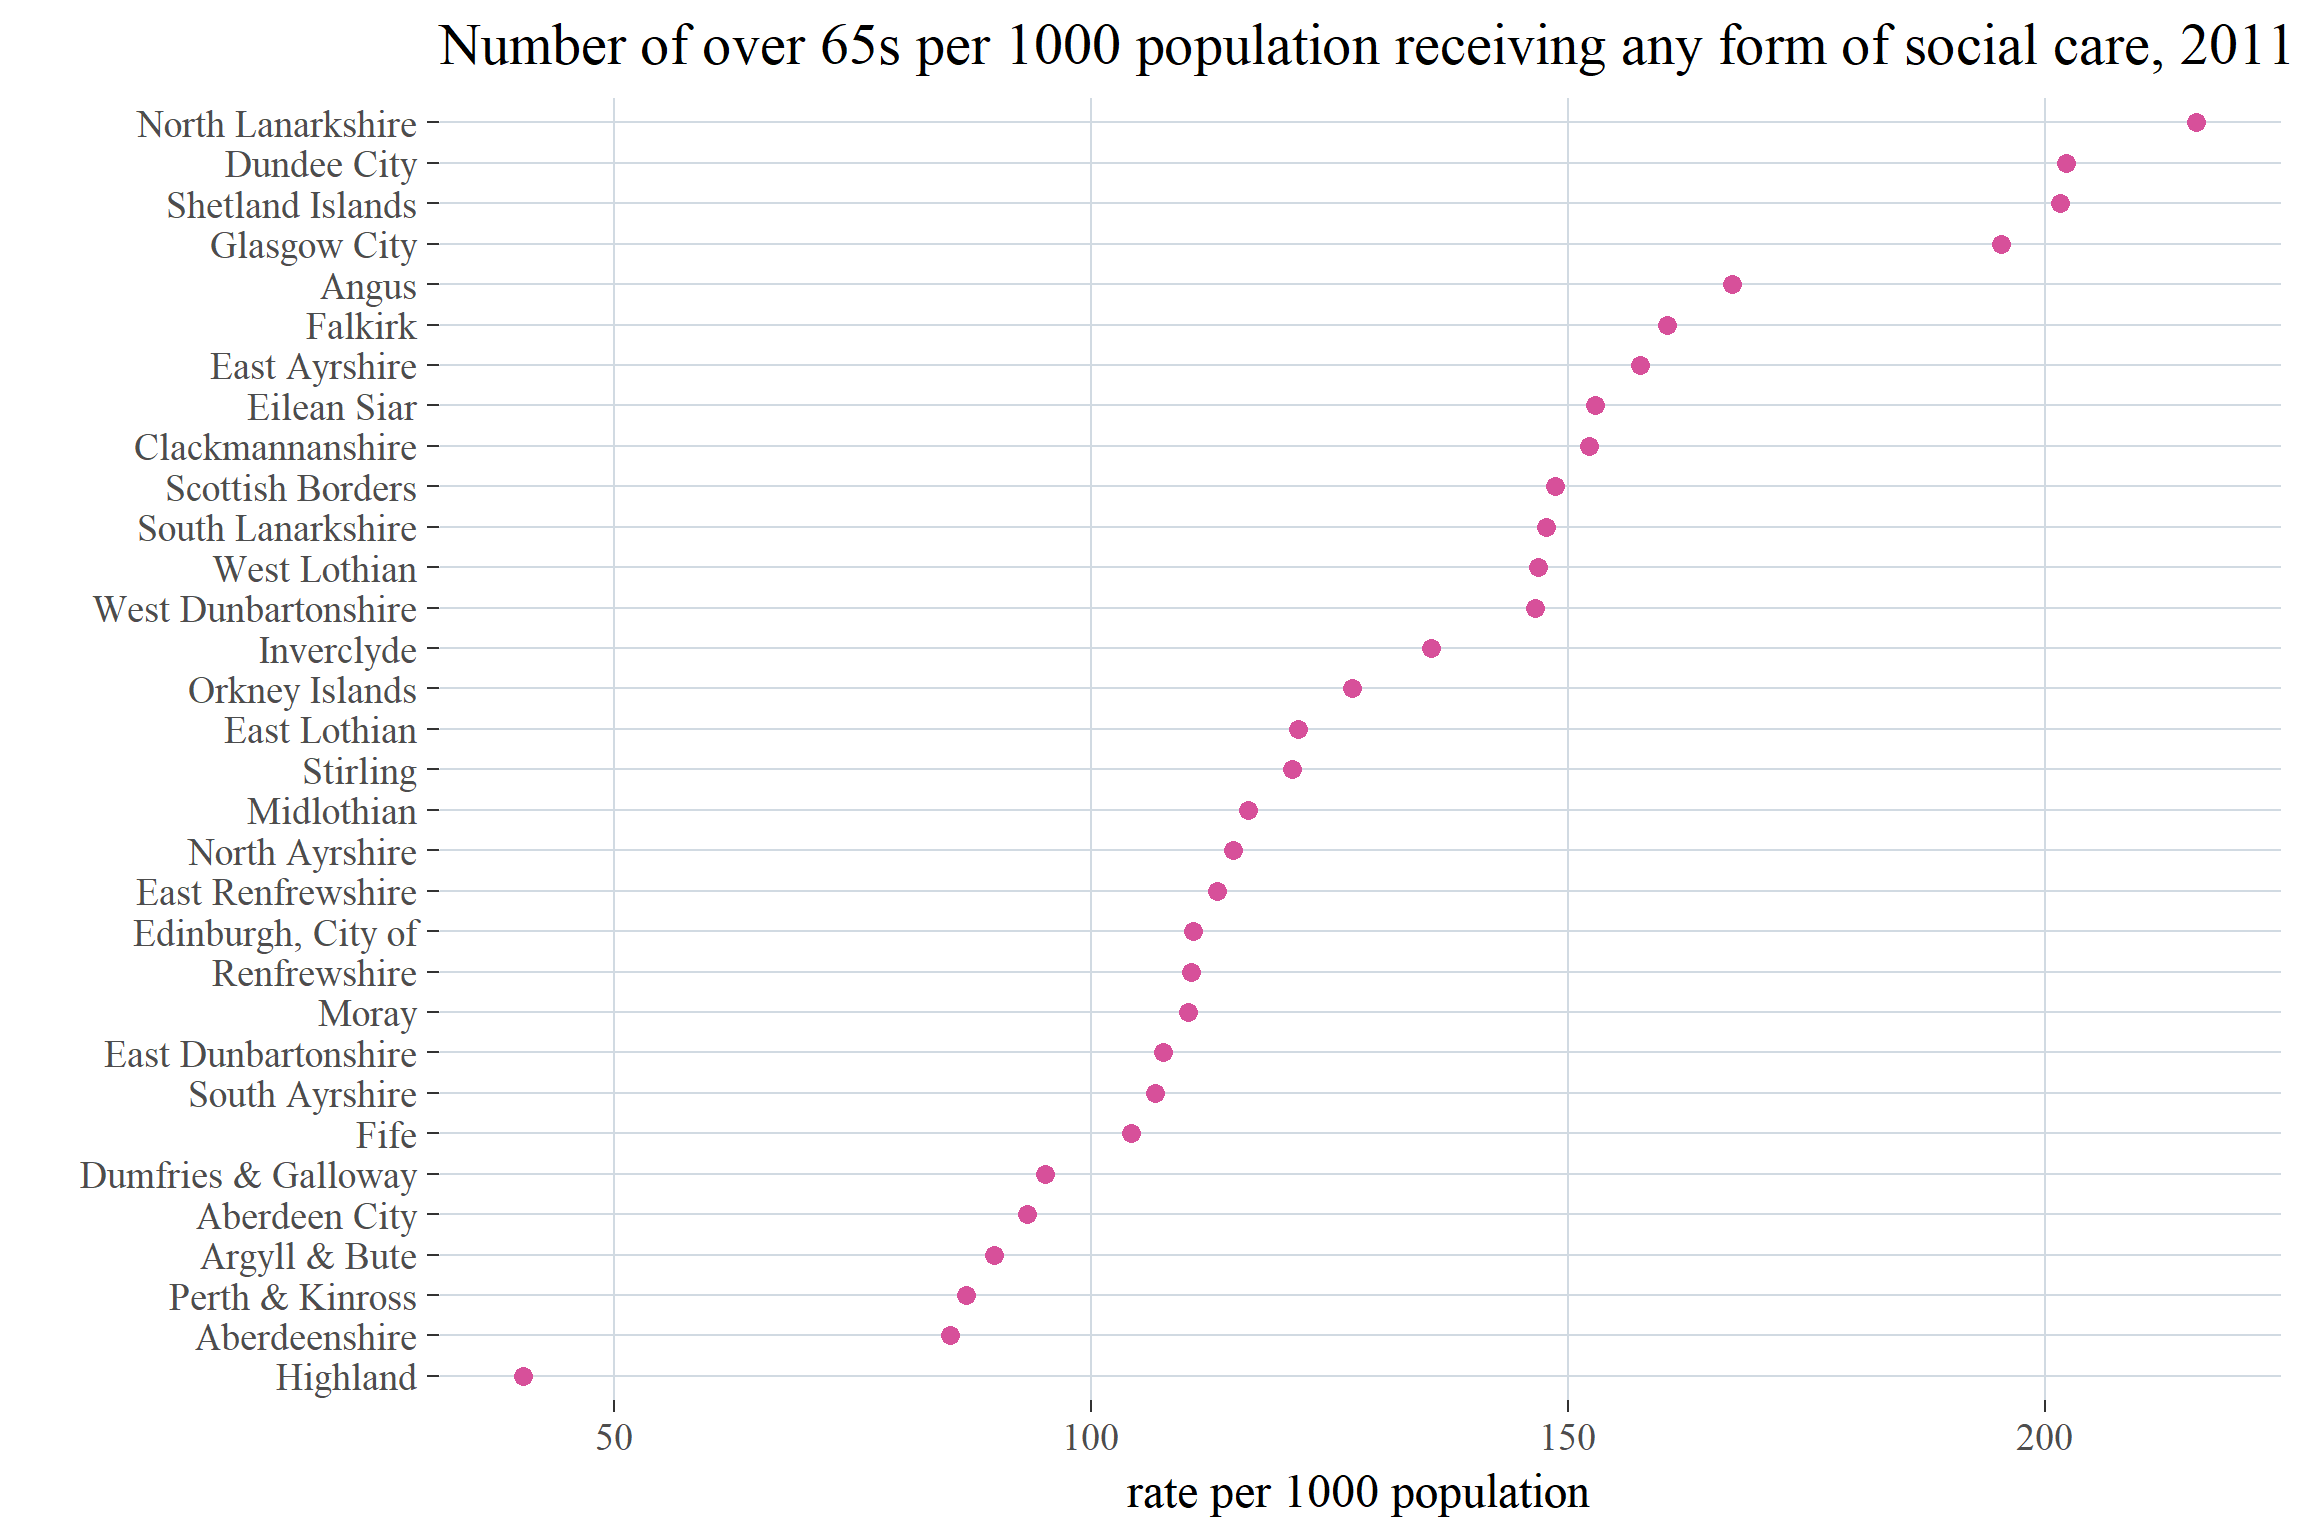 Number of over 65s per 1000 population receiving any form of social care, 2011
North Lanarkshire
Dundee City
Shetland Islands
Glasgow City
Angus
Falkirk
East Ayrshire
Eilean Siar
Clackmannanshire
Scottish Borders
South Lanarkshire
West Lothian
West Dunbartonshire
Inverclyde
Orkney Islands
East Lothian
Stirling
Midlothian
North Ayrshire
East Renfrewshire
Edinburgh, City of
Renfrewshire
Moray
East Dunbartonshire
South Ayrshire
Fife
Dumfries & Galloway
Aberdeen City
Argyll & Bute
Perth & Kinross
Aberdeenshire
Highland
50 100 150 200
rate per 1000 population